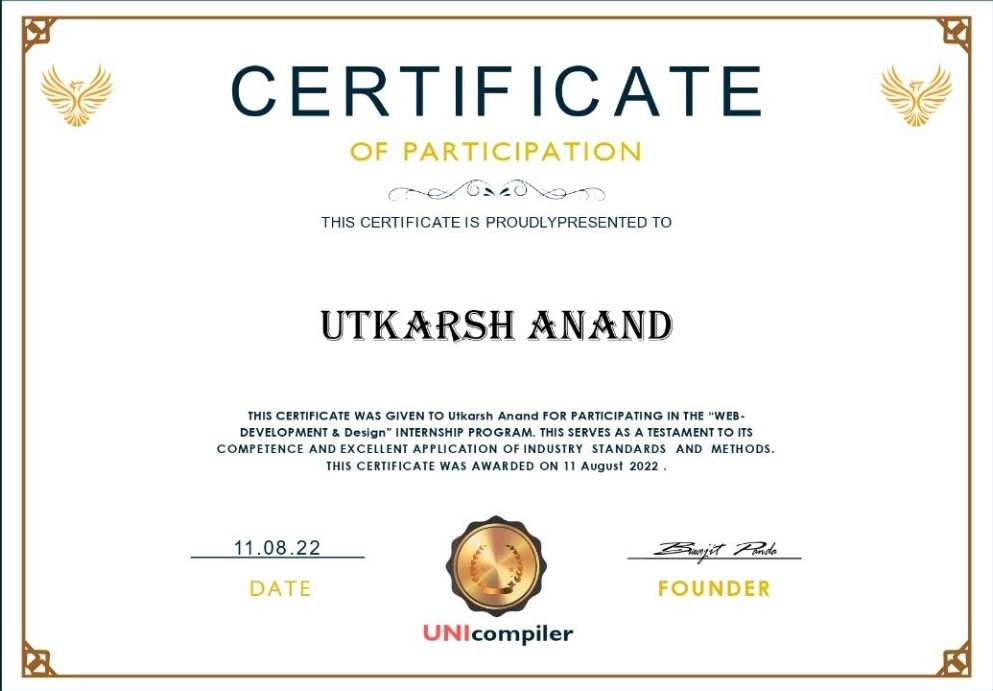 CERTIFICATE
OF PARTICIPATION
THIS CERTIFICATE IS PROUDLYPRESENTED TO
UTKARSH ANAND
THIS CERTIFICATE WAS GIVEN TO Utkarsh Anand FOR PARTICIPATING IN THE “WEB-
DEVELOPMENT & Design” INTERNSHIP PROGRAM. THIS SERVES AS A TESTAMENT TO ITS
COMPETENCE AND EXCELLENT APPLICATION OF INDUSTRY STANDARDS AND METHODS.
THIS CERTIFICATE WAS AWARDED ON 11 August 2022 .
11.08.22
DATE
Panda
FOUNDER
UNIcompiler